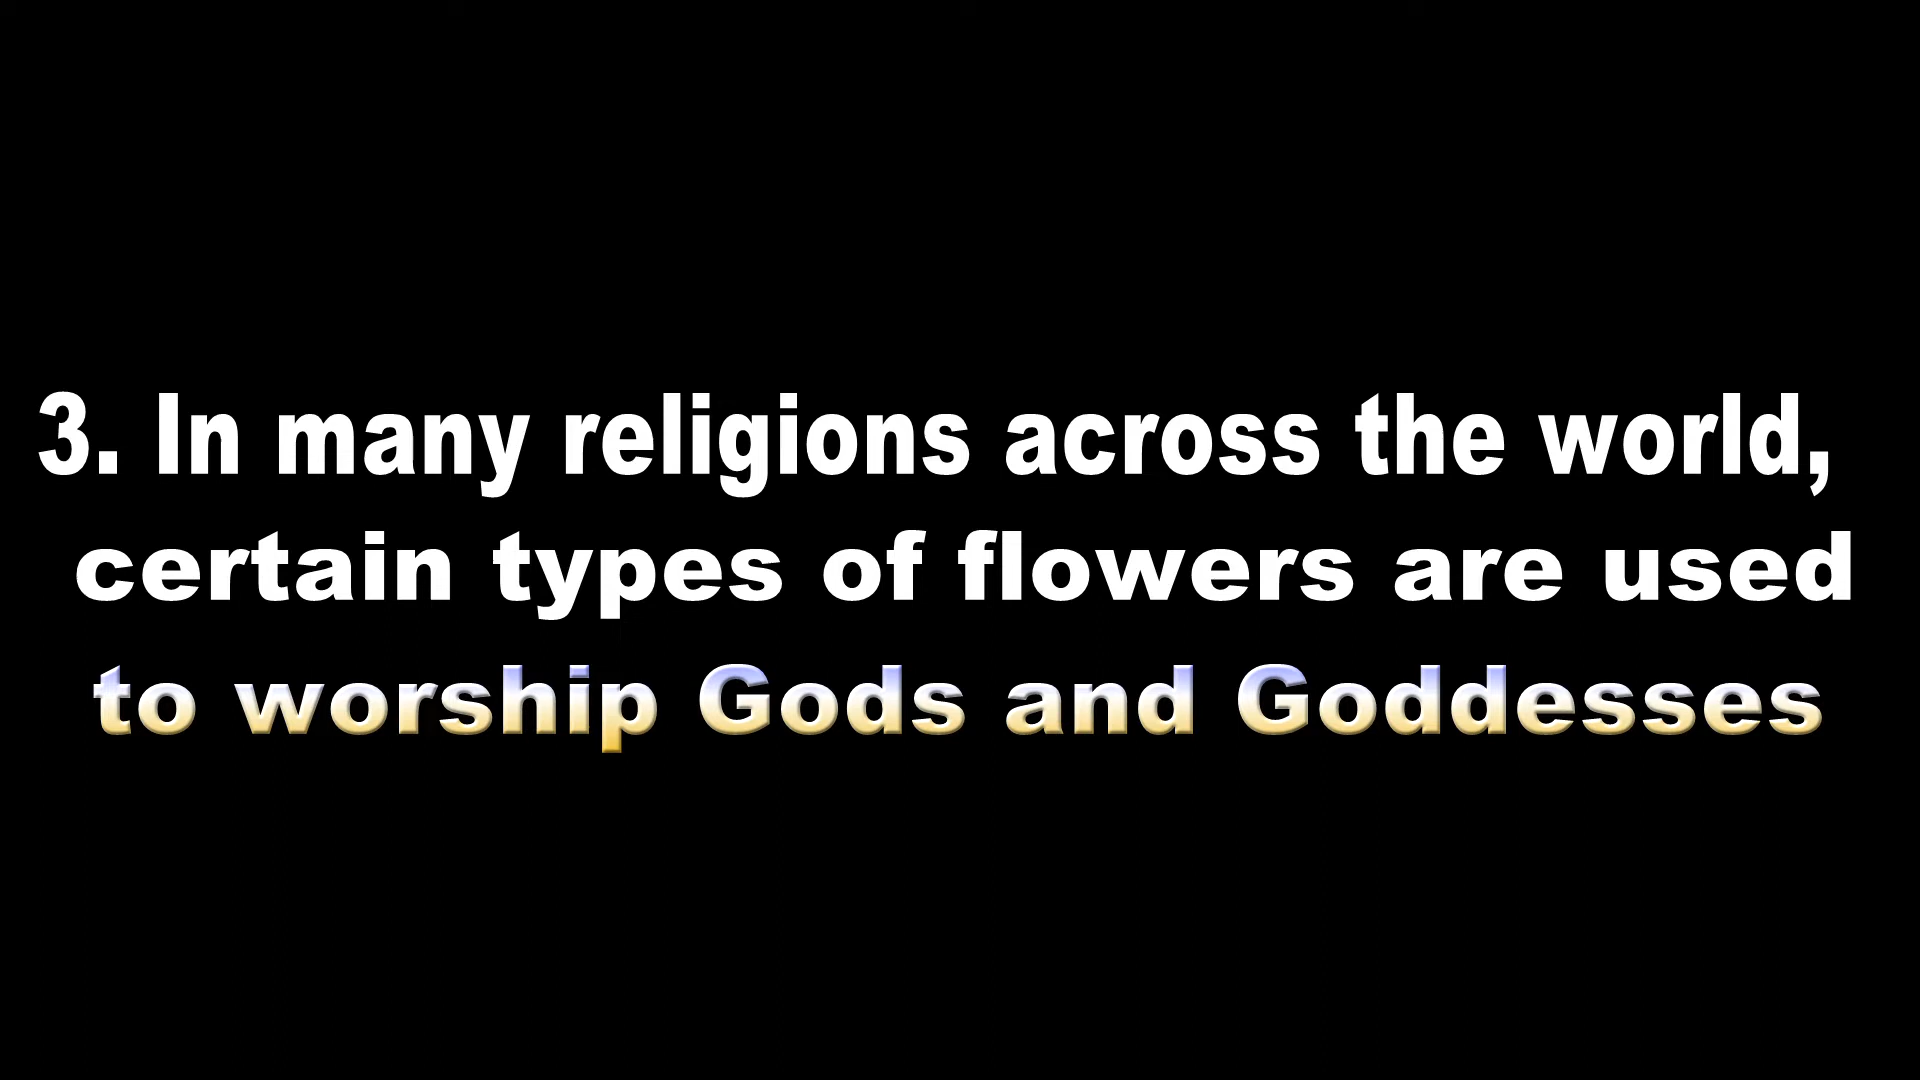 3. In many religions across the world,
certain types of flowers are used
to worship Gods and Goddesses